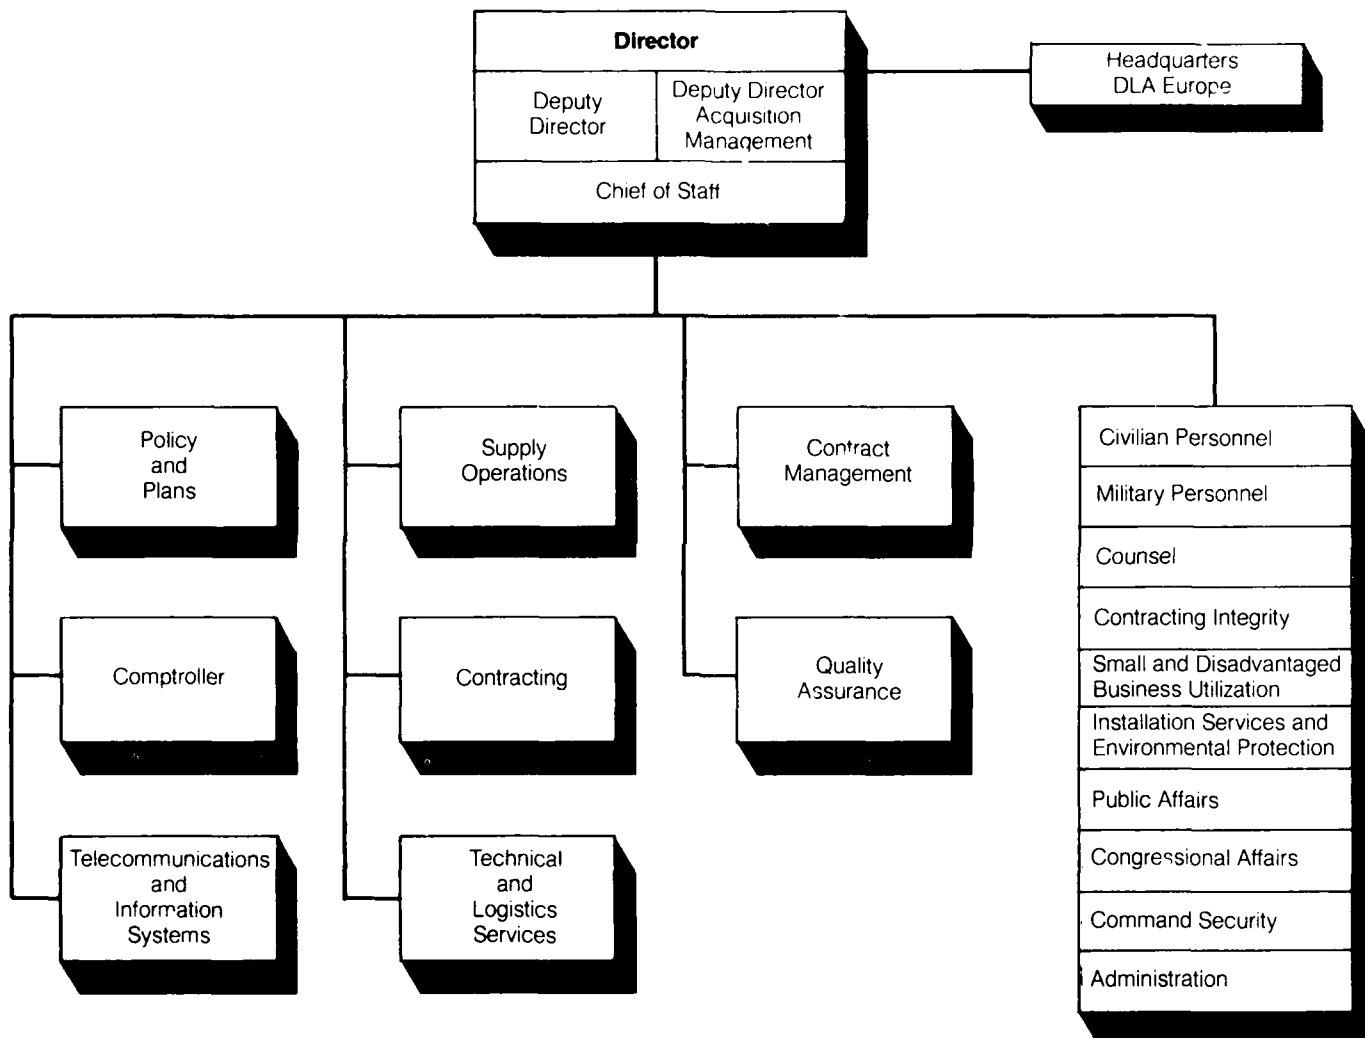 Director
Deputy
Director
Deputy Director
Acquisition
Management
Chief of Staff
Headquarters
DLA Europe
Policy
and
Plans
Comptroller
Telecommunications
and
Information
Systems
Supply
Operations
Contracting
Technical
and
Logistics
Services
Contract
Management
Quality
Assurance
Civilian Personnel
Military Personnel
Counsel
Contracting Integrity
Small and Disadvantaged
Business Utilization
Installation Services and
Environmental Protection
Public Affairs
Congressional Affairs
Command Security
Administration